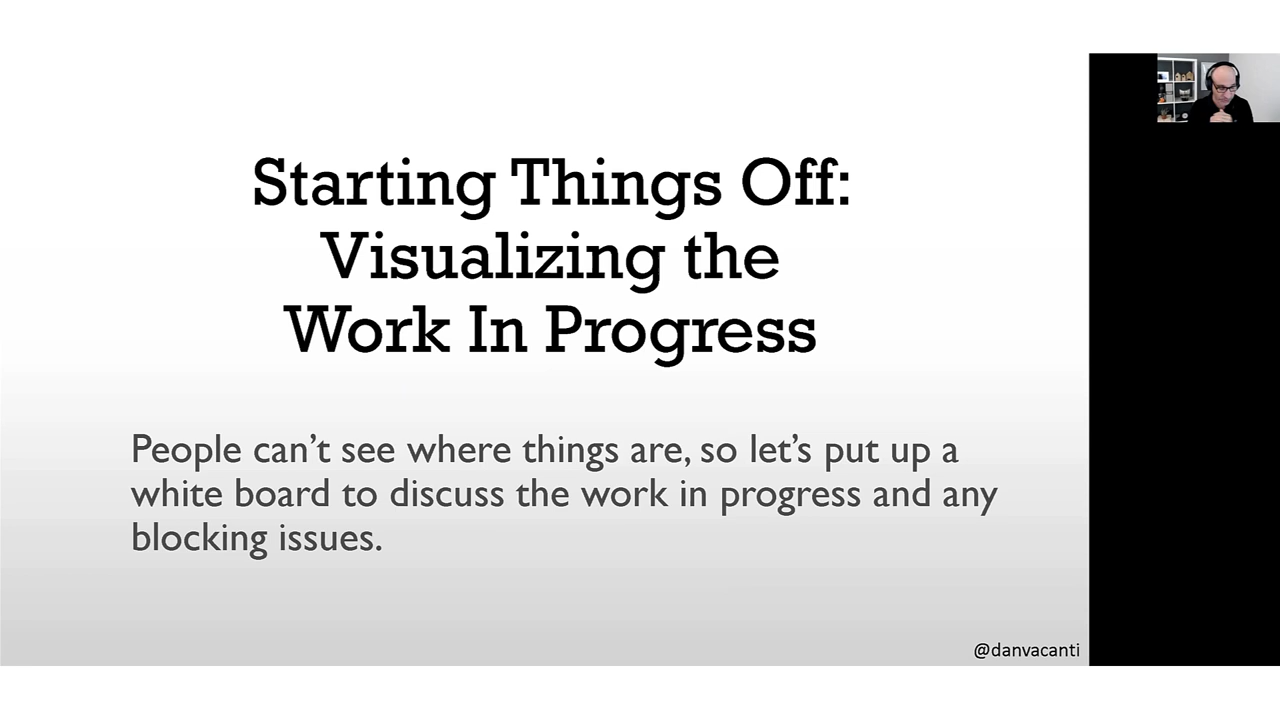 Starting Things Off:
Visualizing the
Work In Progress
People can’t see where things are, so let’s put up a
white board to discuss the work in progress and any
blocking issues.
@danvacanti